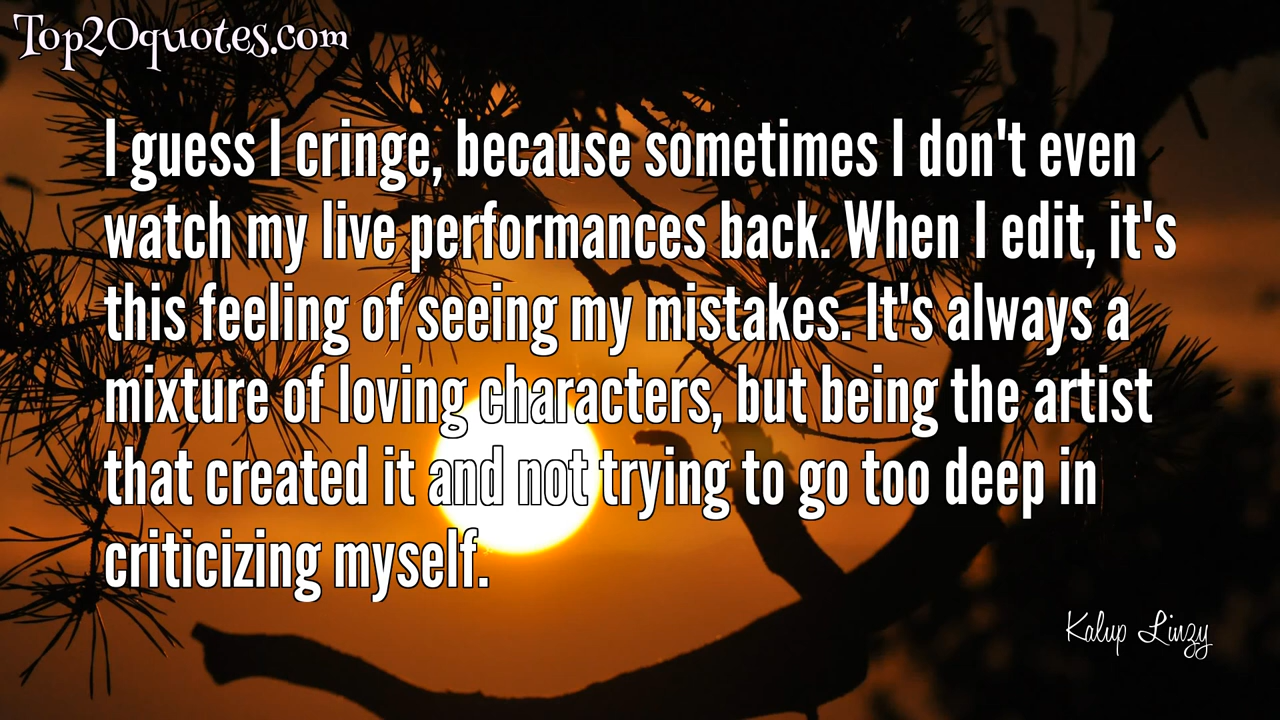 Top20quotes.com
I guess I cringe, because sometimes I don't even
watch my live performances back. When I edit, it's
this feeling of seeing my mistakes. It's always a
mixture of loving characters, but being the artist
that created it and not trying to go too deep in
criticizing myself.
Kalup Linzy